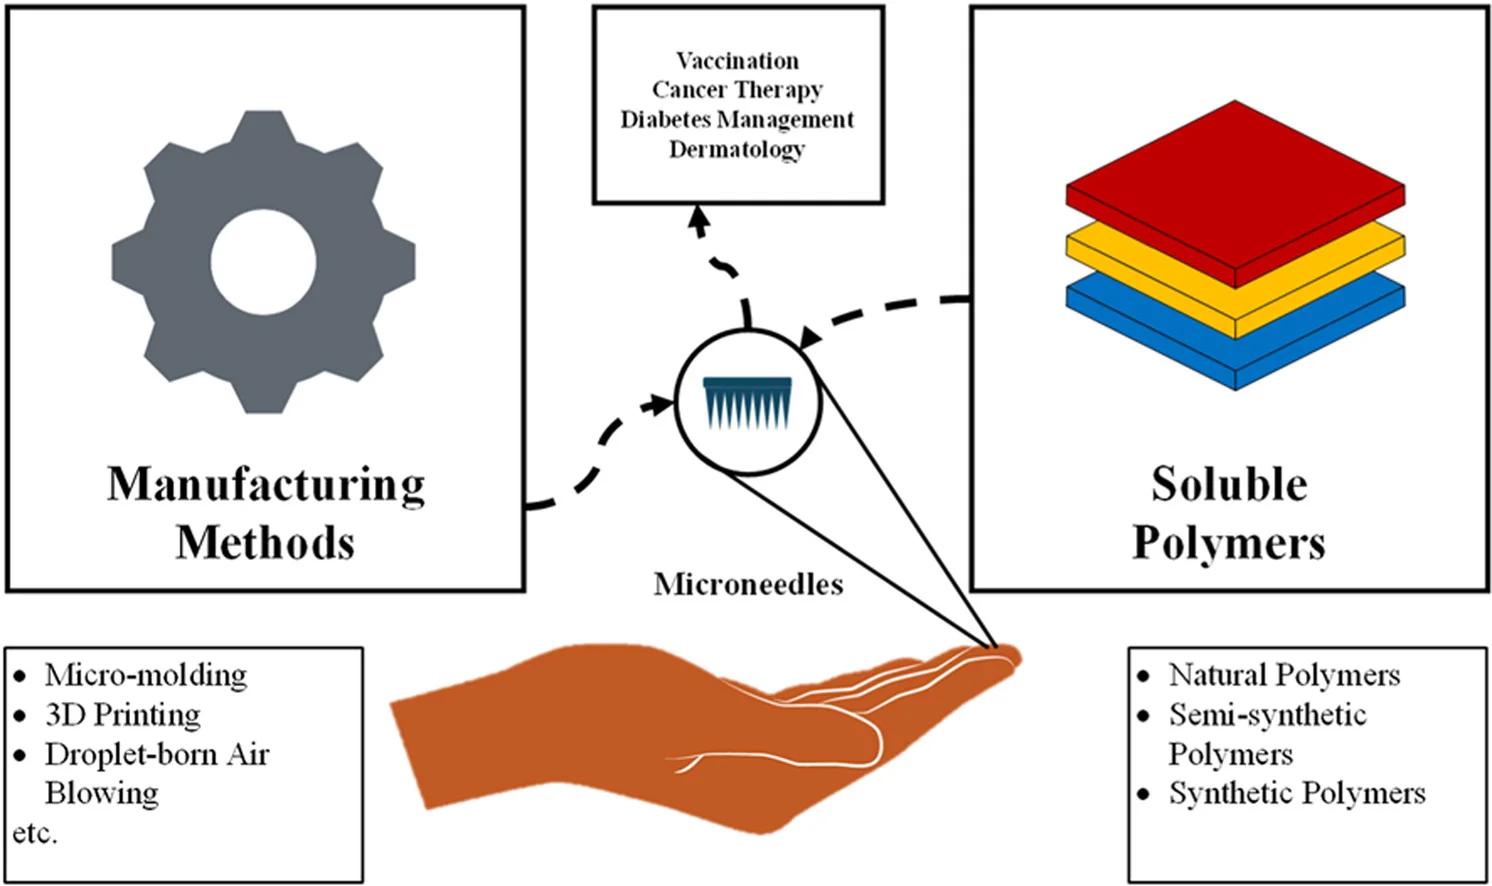 Vaccination
Cancer Therapy
Diabetes Management
Dermatology
Manufacturing
Methods
Soluble
Polymers
Microneedles
• Micro-molding
• 3D Printing
• Droplet-born Air
Blowing
etc.
• Natural Polymers
• Semi-synthetic
Polymers
• Synthetic Polymers